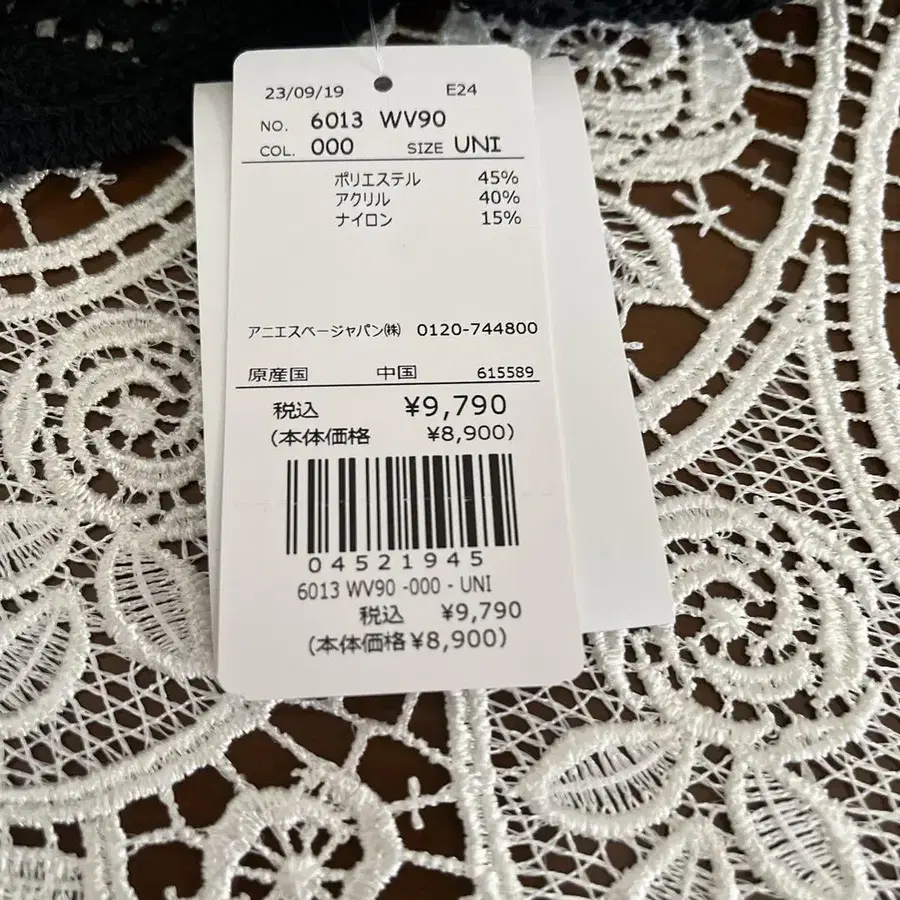 23/09/19 E24
NO. 6013 WV90
COL. 000 SIZE UNI
ポリエステル 45%
アクリル 40%
ナイロン 15%
アニエスベージャパン㈱ 0120-744800
原産国 中国 615589
税込 ¥9,790
(本体価格 ¥8,900)
04521945
6013 WV90 -000 - UNI
税込 ¥9,790
(本体価格¥8,900)